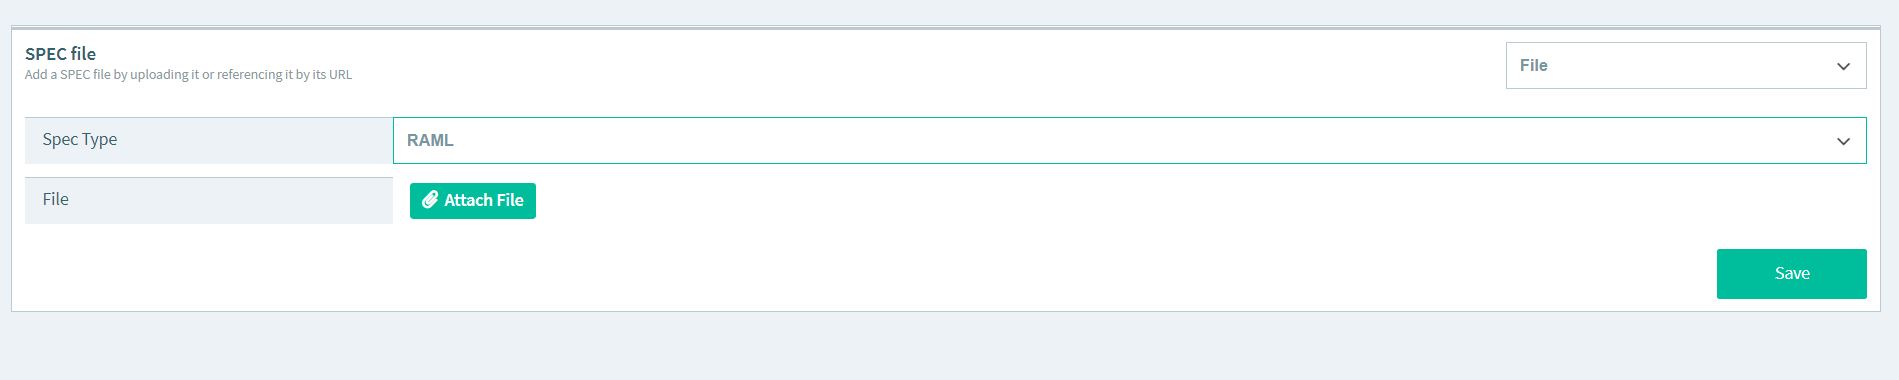 SPEC file
Add a SPEC file by uploading it or referencing it by its URL
File
Spec Type
RAML
File
Attach File
Save